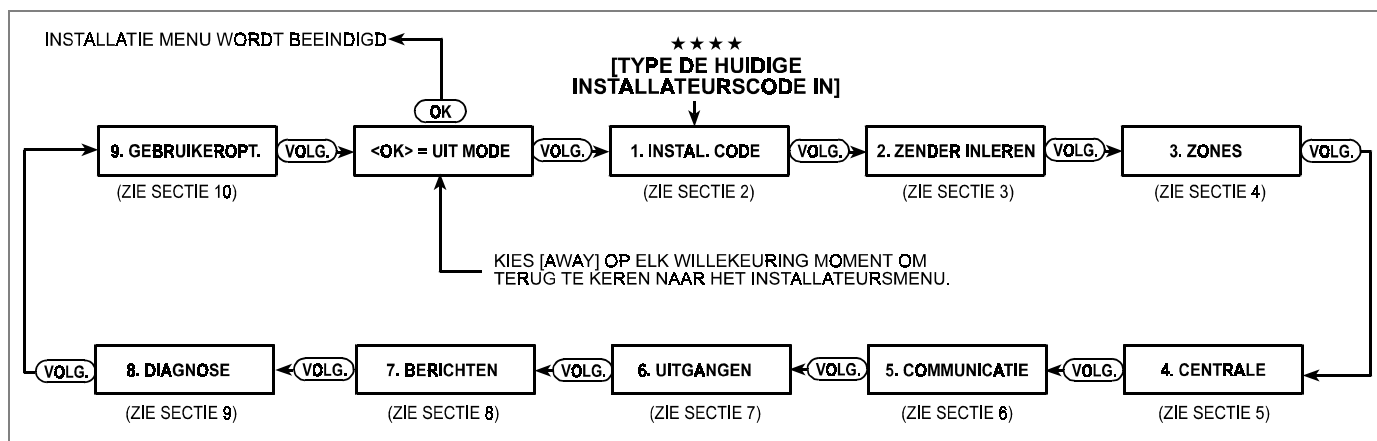 INSTALLATIE MENU WORDT BEEINDIGD
★★★★
[TYPE DE HUIDIGE
INSTALLATEURSCODE IN]
OK
9. GEBRUIKEROPT.
VOLG.
<OK> = UIT MODE
VOLG.
1. INSTAL. CODE
VOLG.
2. ZENDER INLEREN
VOLG.
3. ZONES
VOLG.
(ZIE SECTIE 10)
(ZIE SECTIE 2)
(ZIE SECTIE 3)
(ZIE SECTIE 4)
KIES [AWAY] OP ELK WILLEKEURING MOMENT OM
TERUG TE KEREN NAAR HET INSTALLATEURSMENU.
VOLG.
8. DIAGNOSE
VOLG.
7. BERICHTEN
VOLG.
6. UITGANGEN
VOLG.
5. COMMUNICATIE
VOLG.
4. CENTRALE
(ZIE SECTIE 9)
(ZIE SECTIE 8)
(ZIE SECTIE 7)
(ZIE SECTIE 6)
(ZIE SECTIE 5)